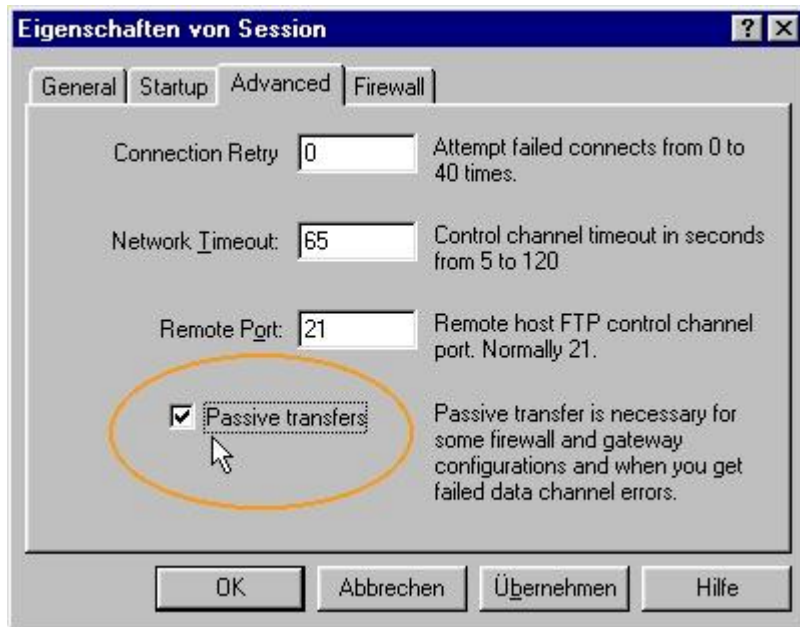 Eigenschaften von Session
General Startup Advanced Firewall
Connection Retry 0 Attempt failed connects from 0 to
40 times.
Network Timeout: 65 Control channel timeout in seconds
from 5 to 120
Remote Port: 21 Remote host FTP control channel
port. Normally 21.
Passive transfers Passive transfer is necessary for
some firewall and gateway
configurations and when you get
failed data channel errors.
OK Abbrechen Übernehmen Hilfe